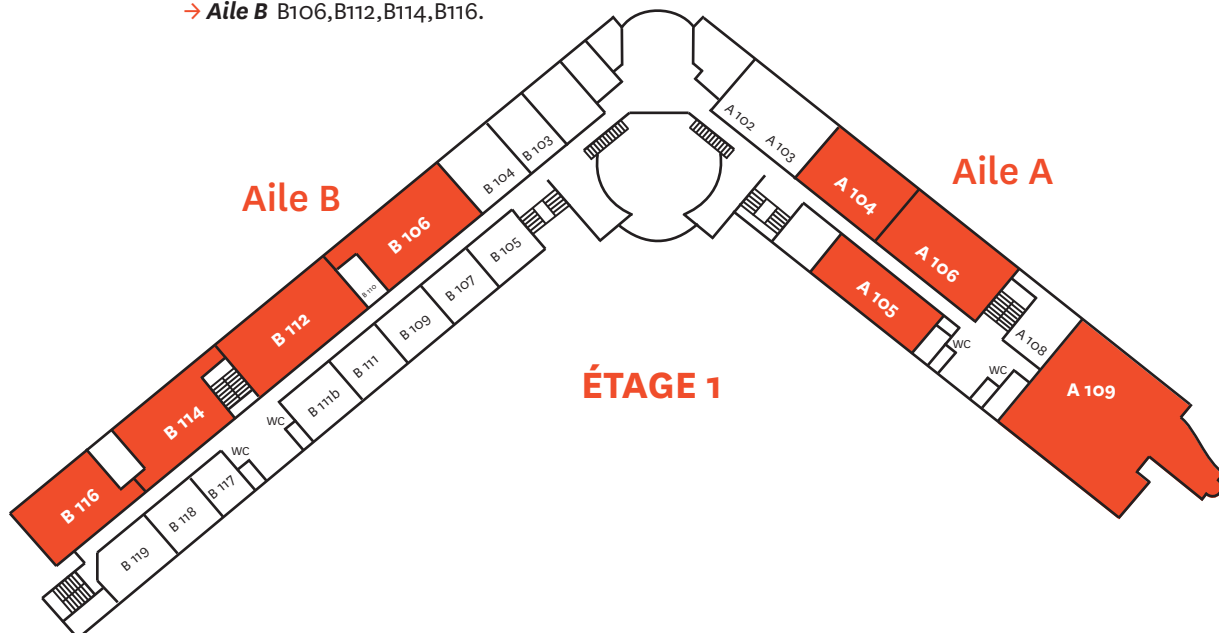 → Aile B B106,B112,B114,B116.
A 102
A 103
B 103
B 104
Aile A
Aile B
A 104
B 106
A 106
B 105
B 110
B 107
A 105
B 112
B 109
A 108
WC
B 111
WC
ÉTAGE 1
A 109
B 111b
B 114
WC
WC
B 117
B 116
B 118
B 119